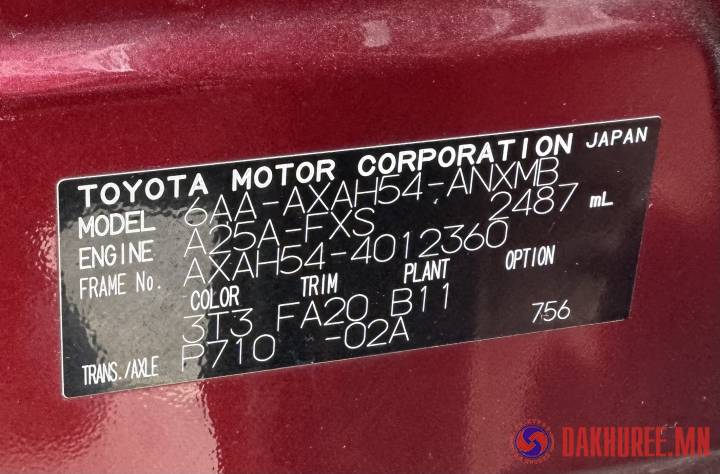 TOYOTA MOTOR CORPORATION JAPAN
MODEL 6AA-AXAH54-ANXMB
ENGINE A25A-FXS 2487 mL
FRAME No. AXAH54-4012360
COLOR TRIM PLANT OPTION
3T3 FA20 B11
TRANS./AXLE P710 -02A 756
DAKHUREE.MN